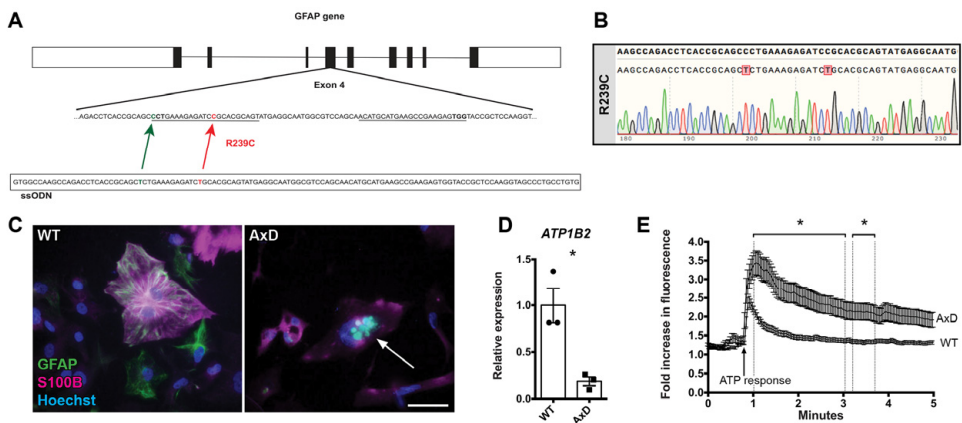 A
GFAP gene
Exon 4
...AGACCTCACCGCAGCCCTGAAAGAGATCCGCACGCAGTATGAGGCAATGGCGTCCAGCAACATGCATGAAGCCGAAGAGTGGTACCGCTCCAAGGT...
R239C
GTGGCCAAGCCAGACCTCACCGCAGCTCTGAAAGAGATCTGCACGCAGTATGAGGCAATGGCGTCCAGCAACATGCATGAAGCCGAAGAGTGGTACCGCTCCAAGGTAGCCCTGCCTGTG
ssODN
B
R239C
AAGCCAGACCTCACCGCAGCCCTGAAAGAGATCCGCACGCAGTATGAGGCAATG
AAGCCAGACCTCACCGCAGCTCTGAAAGAGATCTGCACGCAGTATGAGGCAATG
180 190 200 210 220 230
C
WT
GFAP
S100B
Hoechst
AxD
D
ATP1B2
*
Relative expression
1.5
1.0
0.5
0.0
WT AxD
E
* *
Fold increase in fluorescence
4.0
3.5
3.0
2.5
2.0
1.5
1.0
0.5
0.0
AxD
WT
ATP response
0 1 2 3 4 5
Minutes